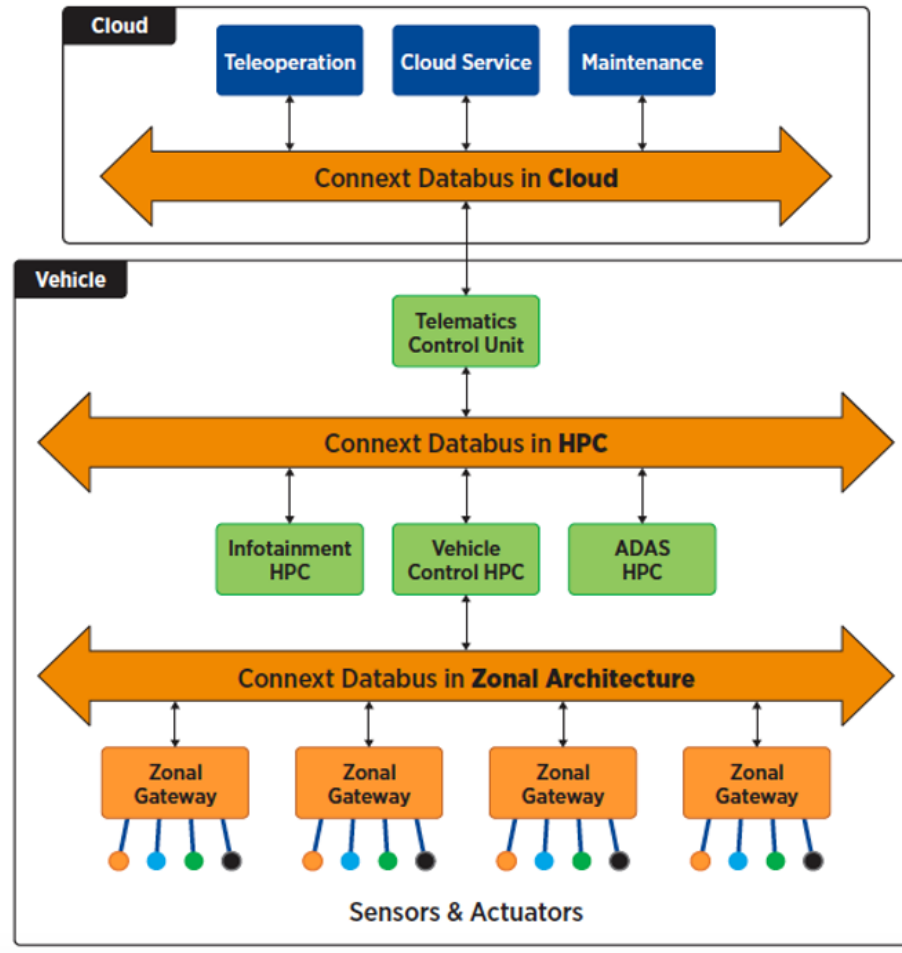 Cloud
Teleoperation
Cloud Service
Maintenance
Connext Databus in Cloud
Vehicle
Telematics
Control Unit
Connext Databus in HPC
Infotainment
HPC
Vehicle
Control HPC
ADAS
HPC
Connext Databus in Zonal Architecture
Zonal
Gateway
Zonal
Gateway
Zonal
Gateway
Zonal
Gateway
Sensors & Actuators